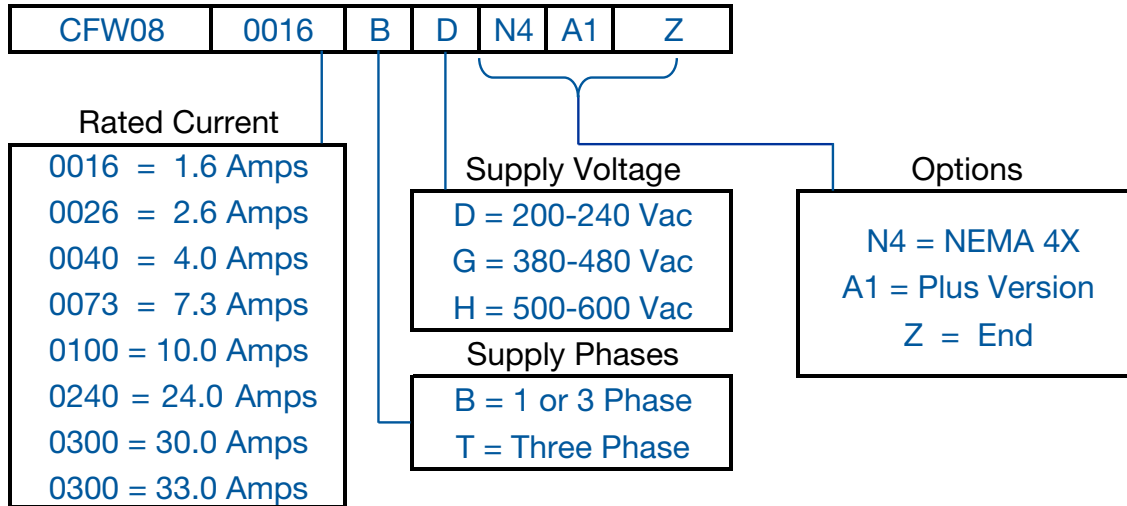 CFW08 0016 B D N4 A1 Z
Rated Current
0016 = 1.6 Amps
0026 = 2.6 Amps
0040 = 4.0 Amps
0073 = 7.3 Amps
0100 = 10.0 Amps
0240 = 24.0 Amps
0300 = 30.0 Amps
0300 = 33.0 Amps
Supply Voltage
D = 200-240 Vac
G = 380-480 Vac
H = 500-600 Vac
Supply Phases
B = 1 or 3 Phase
T = Three Phase
Options
N4 = NEMA 4X
A1 = Plus Version
Z = End